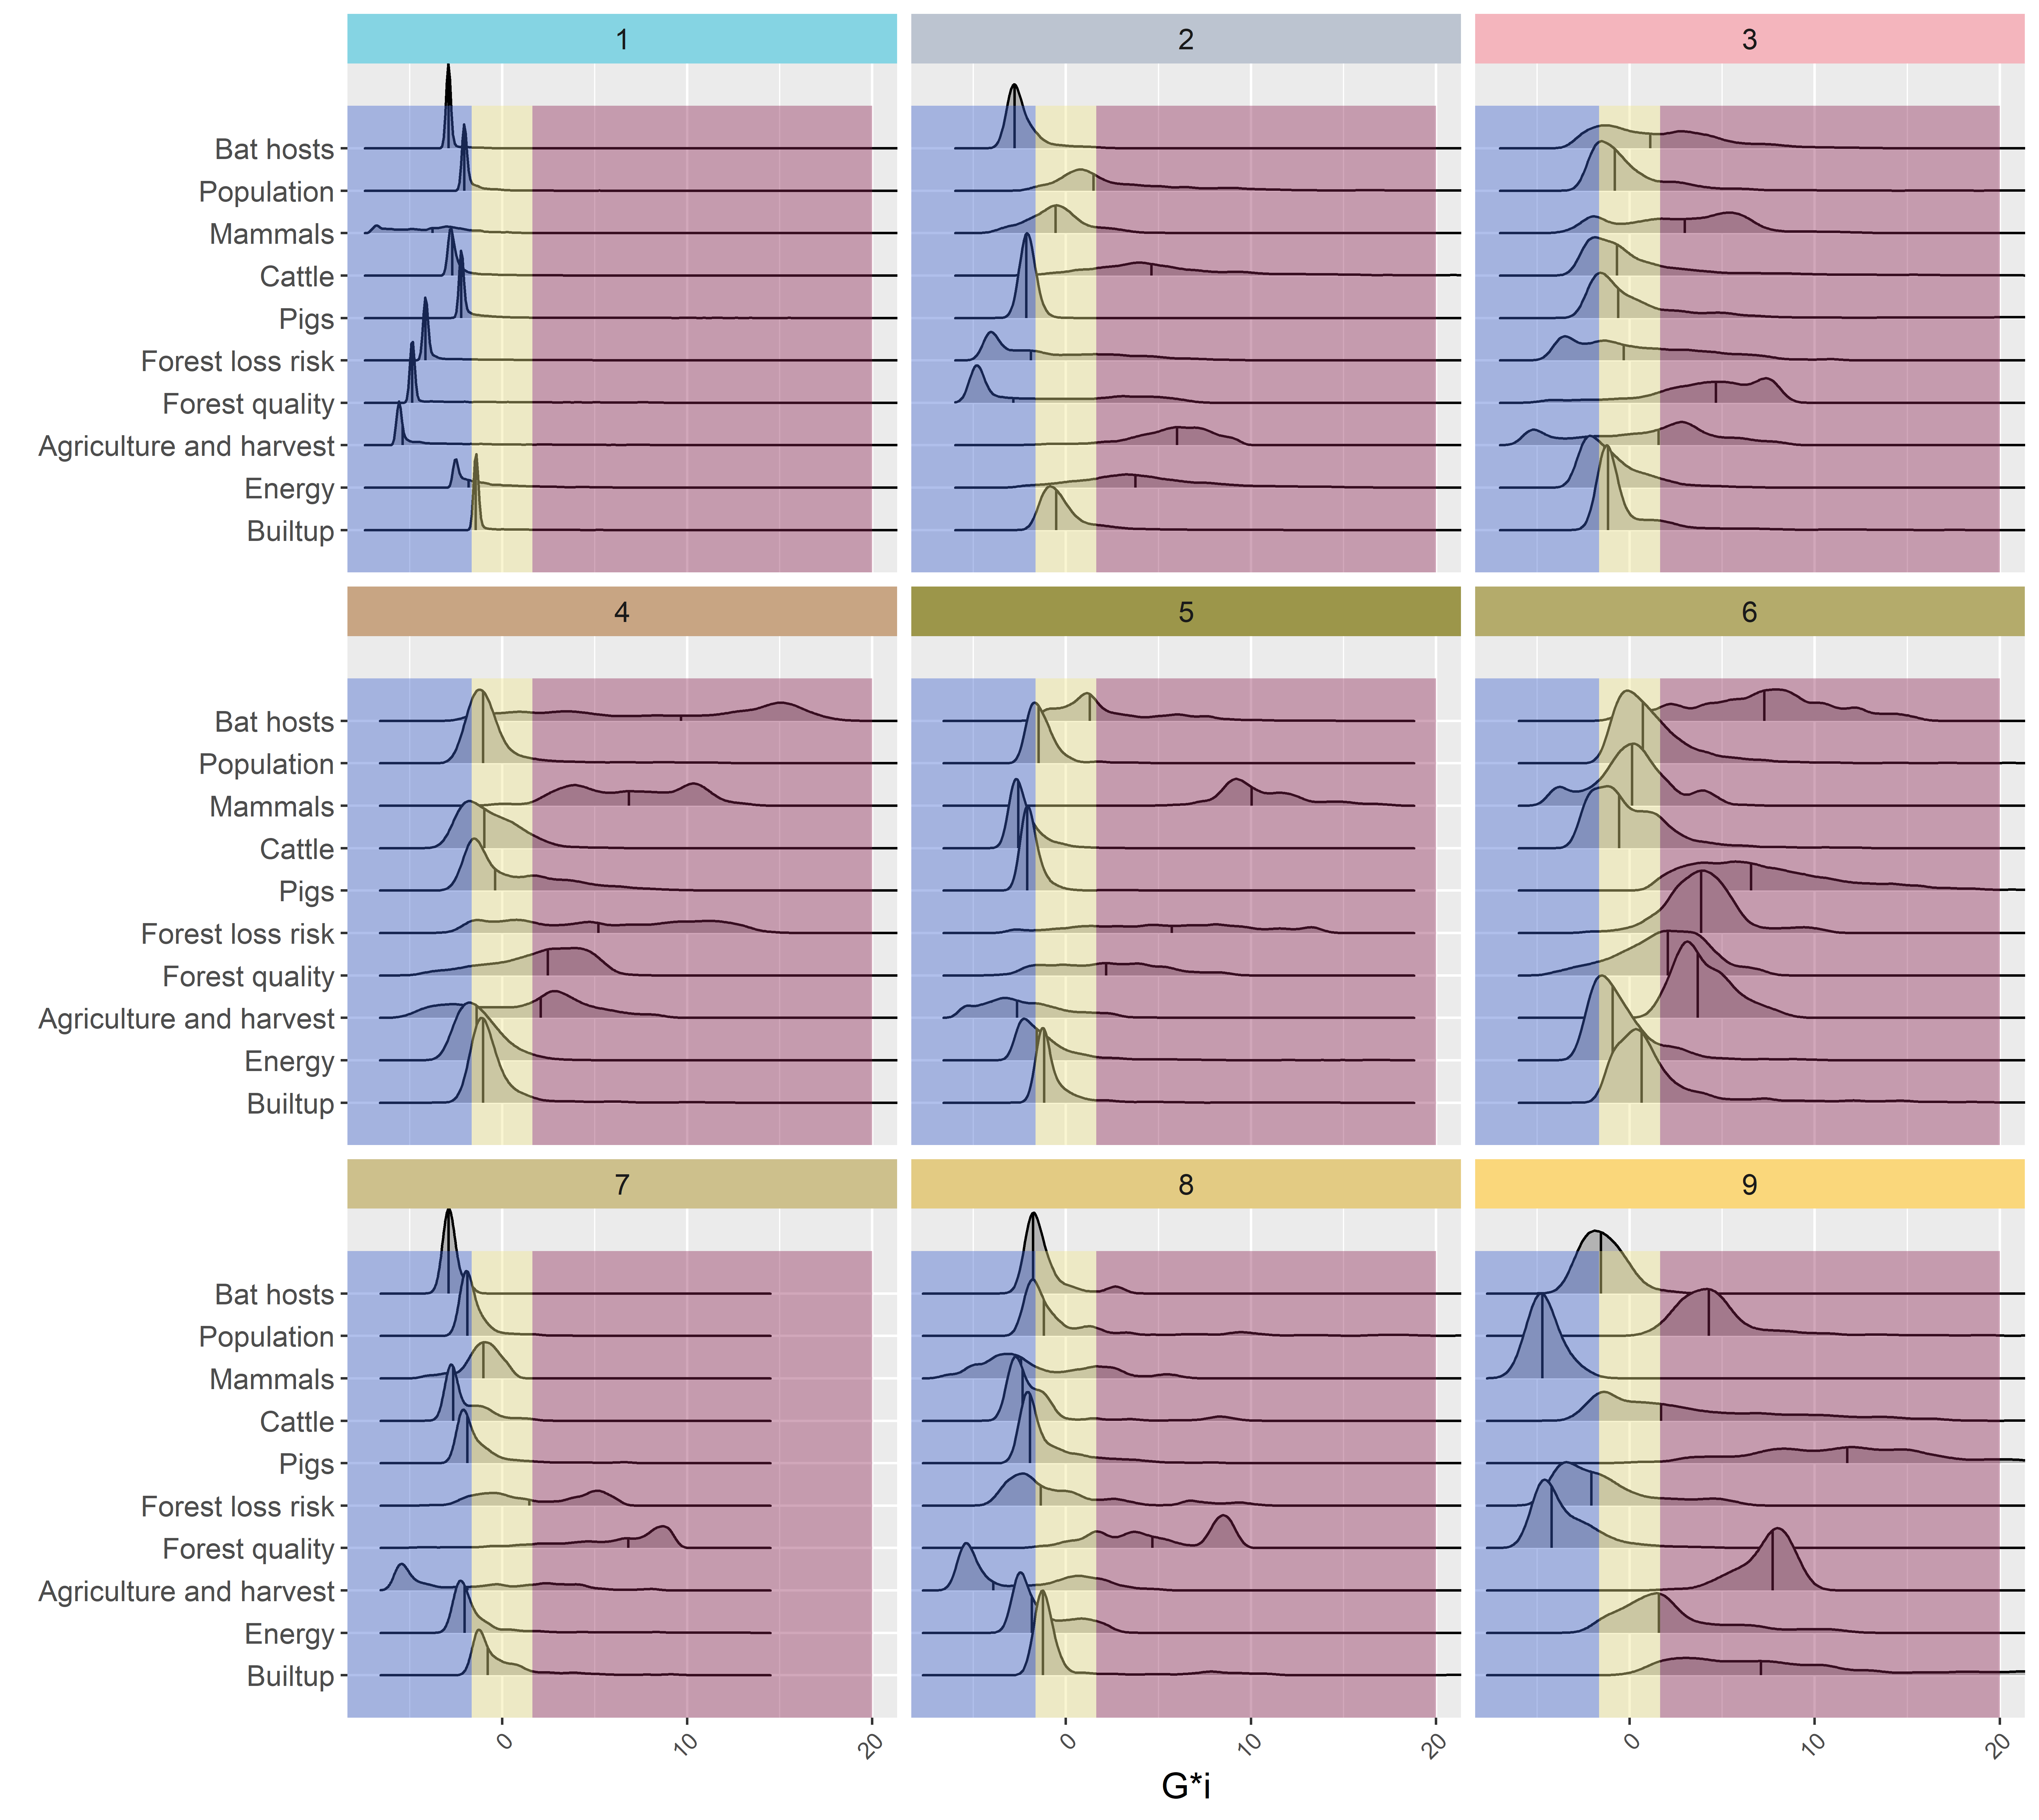 1 2 3
Bat hosts
Population
Mammals
Cattle
Pigs
Forest loss risk
Forest quality
Agriculture and harvest
Energy
Builtup
4 5 6
Bat hosts
Population
Mammals
Cattle
Pigs
Forest loss risk
Forest quality
Agriculture and harvest
Energy
Builtup
7 8 9
Bat hosts
Population
Mammals
Cattle
Pigs
Forest loss risk
Forest quality
Agriculture and harvest
Energy
Builtup
0 10 20 0 10 20 0 10 20
G*i